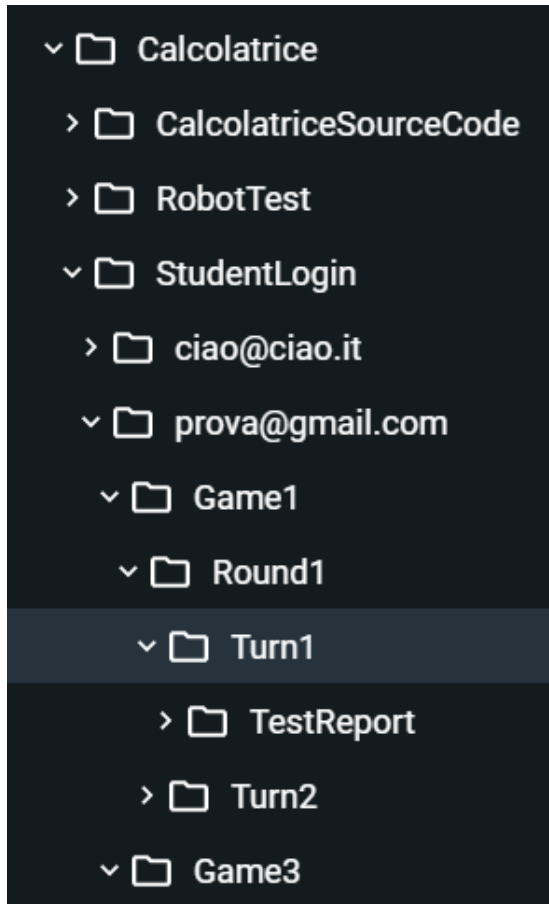 Calcolatrice
CalcolatriceSourceCode
RobotTest
StudentLogin
ciao@ciao.it
prova@gmail.com
Game1
Round1
Turn1
TestReport
Turn2
Game3